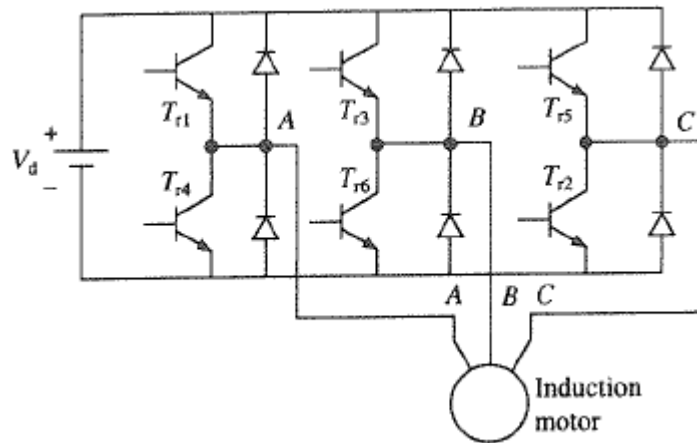 T_r1
A
T_r3
B
T_r5
C
+
V_d
−
T_r4
T_r6
T_r2
A
B
C
Induction
motor